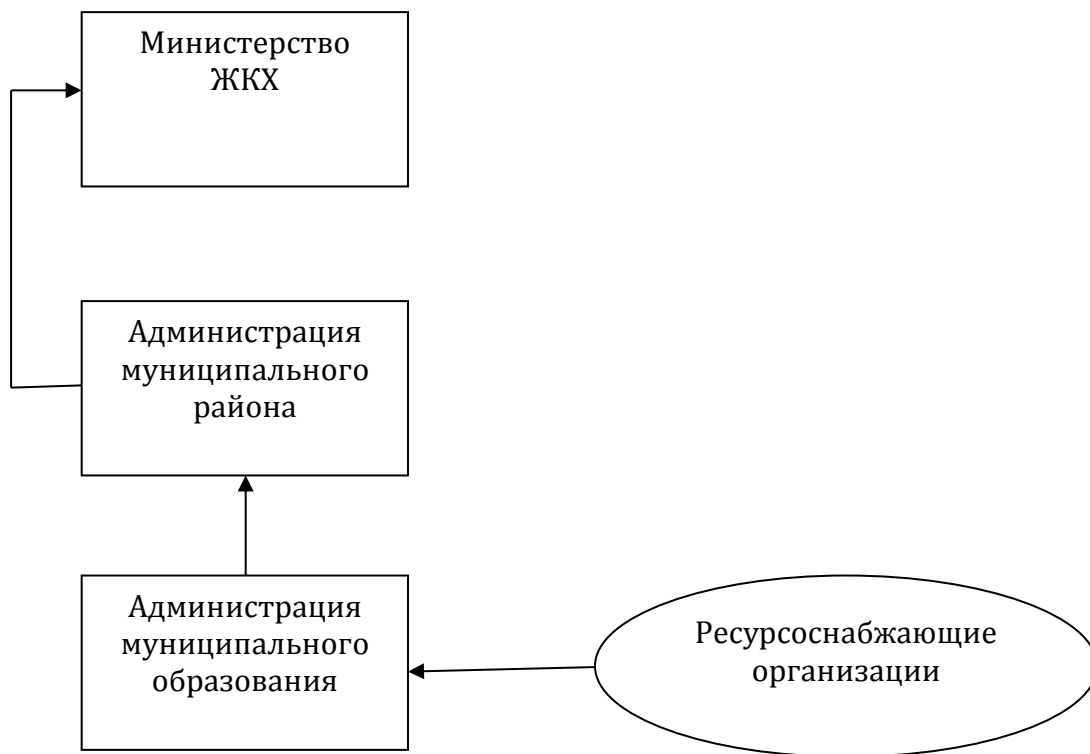 Министерство
ЖКХ
Администрация
муниципального
района
Администрация
муниципального
образования
Ресурсоснабжающие
организации